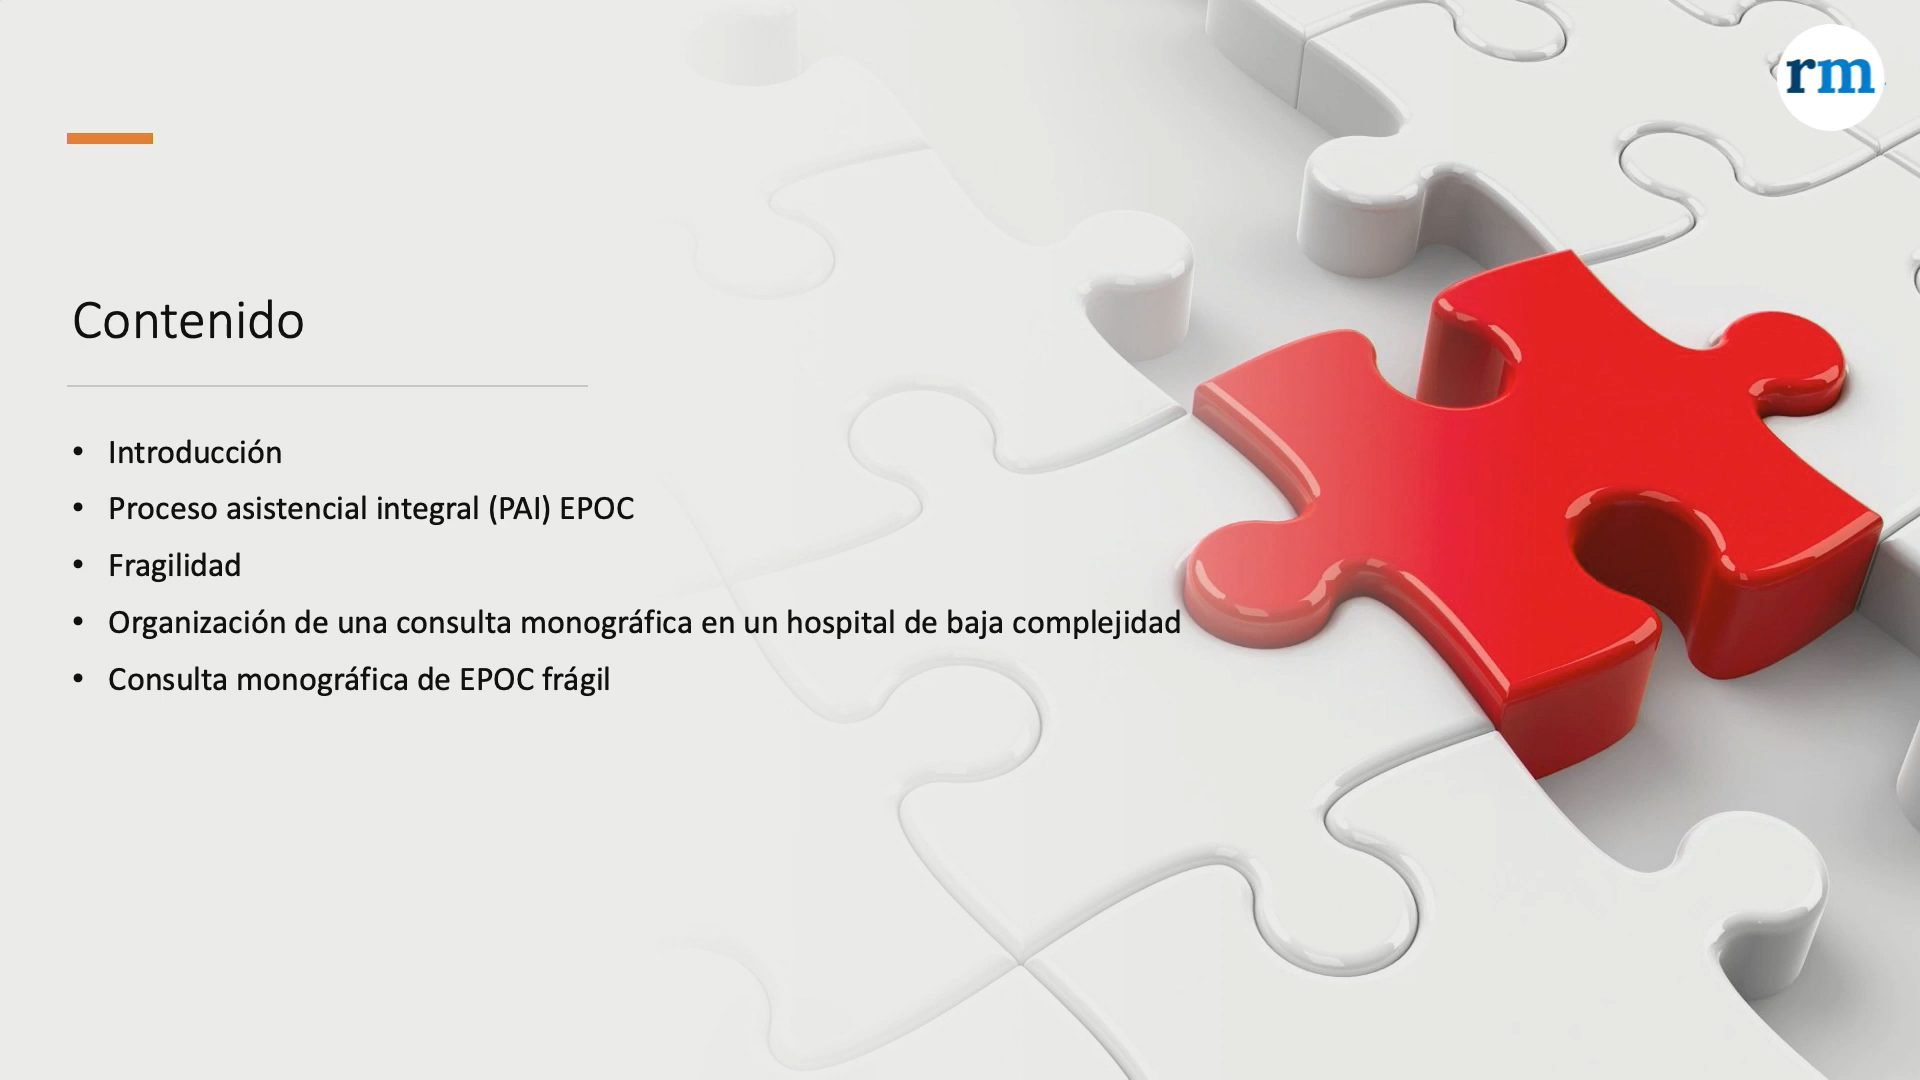 rm
Contenido
• Introducción
• Proceso asistencial integral (PAI) EPOC
• Fragilidad
• Organización de una consulta monográfica en un hospital de baja complejidad
• Consulta monográfica de EPOC frágil